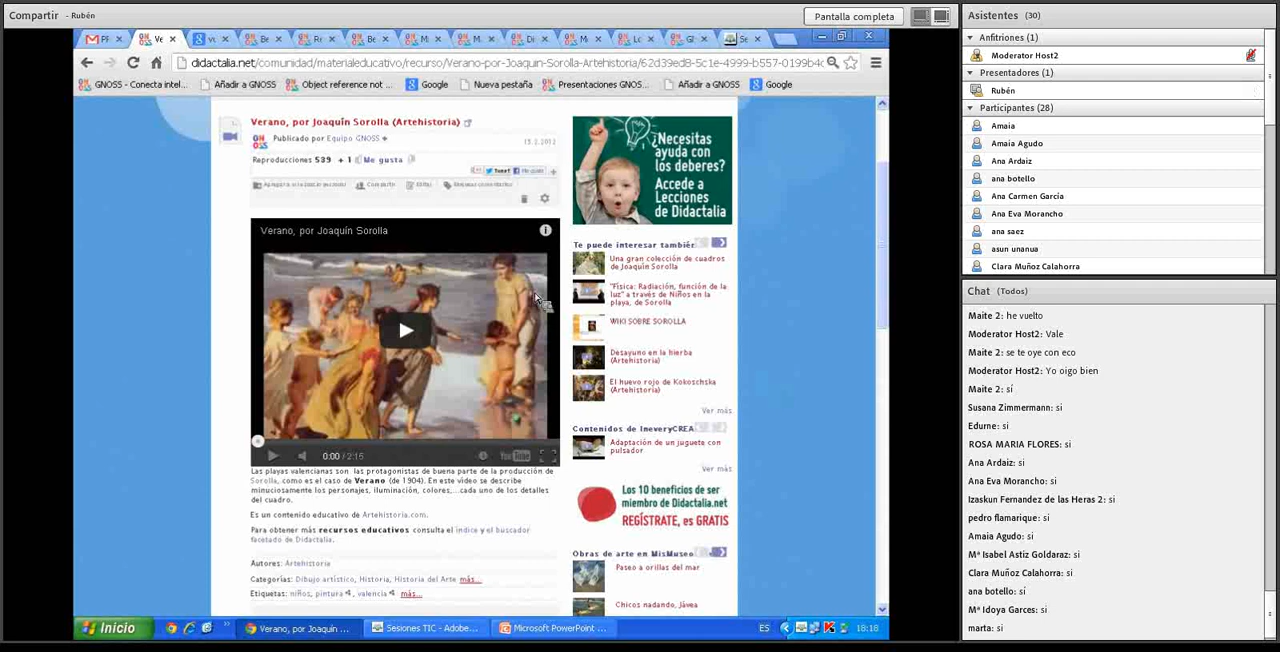 Compartir - Rubén
Pantalla completa
didactalia.net/comunidad/materialeducativo/recurso/Verano-por-Joaquin-Sorolla-Artehistoria/62d39ed8-5c1e-4999-b557-0199b4c
GNOSS - Conecta intel...
Añadir a GNOSS
Object reference not ...
Google
Nueva pestaña
Presentaciones GNOS...
Añadir a GNOSS
Google
Verano, por Joaquín Sorolla (Artehistoria)
Publicado por Equipo GNOSS +
13.2.2012
Reproducciones 539 + 1 Me gusta
Tweet
Compartir
Verano, por Joaquín Sorolla
0:00 / 2:16
YouTube
Las playas valencianas son las protagonistas de buena parte de la producción de
Sorolla, como es el caso de Verano (de 1904). En este vídeo se describe
minuciosamente los personajes, iluminación, colores,...cada uno de los detalles
del cuadro.
Es un contenido educativo de Artehistoria.com.
Para obtener más recursos educativos consulta el índice y el buscador
facetado de Didactalia.
Autores: Artehistoria
Categorías: Dibujo artístico, Historia, Historia del Arte más...
Etiquetas: niños, pintura, valencia más...
¿Necesitas
ayuda con
los deberes?
Accede a
Lecciones
de Didactalia
Te puede interesar también
Una gran colección de cuadros
de Joaquín Sorolla
"Física: Radiación, función de la
luz" a través de Niños en la
playa, de Sorolla
WIKI SOBRE SOROLLA
Desayuno en la hierba
(Artehistoria)
El huevo rojo de Kokoschska
(Artehistoria)
Ver más
Contenidos de IneveryCREA
Adaptación de un juguete con
pulsador
Ver más
Los 10 beneficios de ser
miembro de Didactalia.net
REGÍSTRATE, es GRATIS
Obras de arte en MisMuseo
Paseo a orillas del mar
Chicos nadando, Jávea
Inicio
Verano, por Joaquín ...
Sesiones TIC - Adobe...
Microsoft PowerPoint ...
ES
18:18
Asistentes (30)
Anfitriones (1)
Moderator Host2
Presentadores (1)
Rubén
Participantes (28)
Amaia
Amaia Agudo
Ana Ardaiz
ana botello
Ana Carmen García
Ana Eva Morancho
ana saez
asun unanua
Clara Muñoz Calahorra
Chat (Todos)
Maite 2: he vuelto
Moderator Host2: Vale
Maite 2: se te oye con eco
Moderator Host2: Yo oigo bien
Maite 2: sí
Susana Zimmermann: si
Edurne: si
ROSA MARIA FLORES: si
Ana Ardaiz: si
Ana Eva Morancho: si
Izaskun Fernandez de las Heras 2: si
pedro flamarique: si
Amaia Agudo: si
Mª Isabel Astiz Goldaraz: si
Clara Muñoz Calahorra: si
ana botello: si
Mª Idoya Garces: si
marta: si